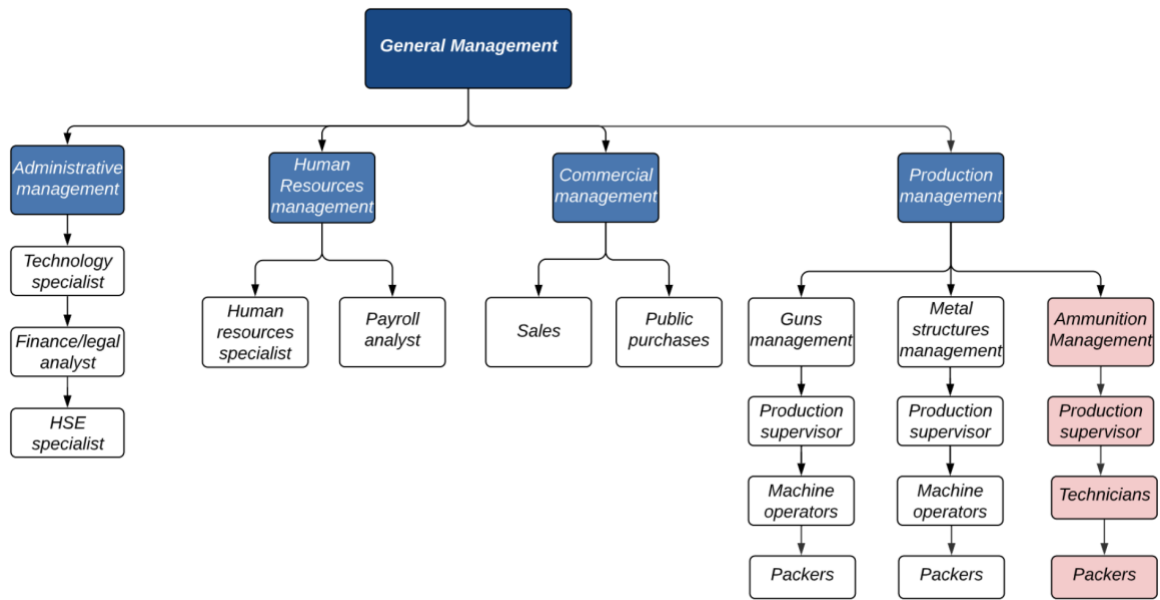 General Management
Administrative
management
Human
Resources
management
Commercial
management
Production
management
Technology
specialist
Finance/legal
analyst
HSE
specialist
Human
resources
specialist
Payroll
analyst
Sales
Public
purchases
Guns
management
Metal
structures
management
Ammunition
Management
Production
supervisor
Production
supervisor
Production
supervisor
Machine
operators
Machine
operators
Technicians
Packers
Packers
Packers